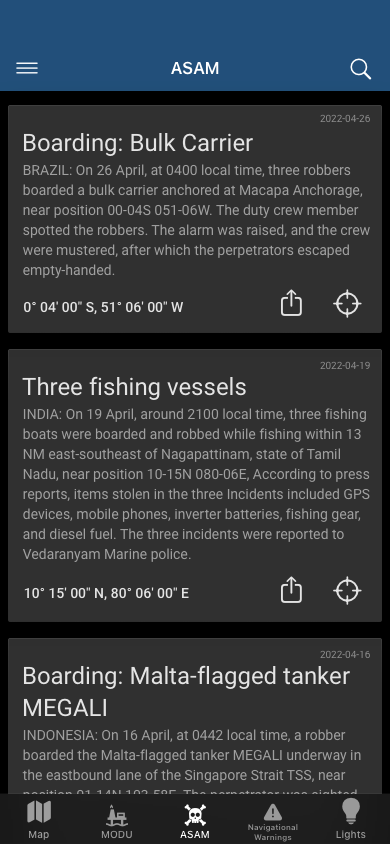 ASAM
2022-04-26
Boarding: Bulk Carrier
BRAZIL: On 26 April, at 0400 local time, three robbers
boarded a bulk carrier anchored at Macapa Anchorage,
near position 00-04S 051-06W. The duty crew member
spotted the robbers. The alarm was raised, and the crew
were mustered, after which the perpetrators escaped
empty-handed.
0° 04' 00" S, 51° 06' 00" W
2022-04-19
Three fishing vessels
INDIA: On 19 April, around 2100 local time, three fishing
boats were boarded and robbed while fishing within 13
NM east-southeast of Nagapattinam, state of Tamil
Nadu, near position 10-15N 080-06E, According to press
reports, items stolen in the three Incidents included GPS
devices, mobile phones, inverter batteries, fishing gear,
and diesel fuel. The three incidents were reported to
Vedaranyam Marine police.
10° 15' 00" N, 80° 06' 00" E
2022-04-16
Boarding: Malta-flagged tanker
MEGALI
INDONESIA: On 16 April, at 0442 local time, a robber
boarded the Malta-flagged tanker MEGALI underway in
the eastbound lane of the Singapore Strait TSS, near
position 01-14N 103-58E. The perpetrator was sighted
Map
MODU
ASAM
Navigational
Warnings
Lights